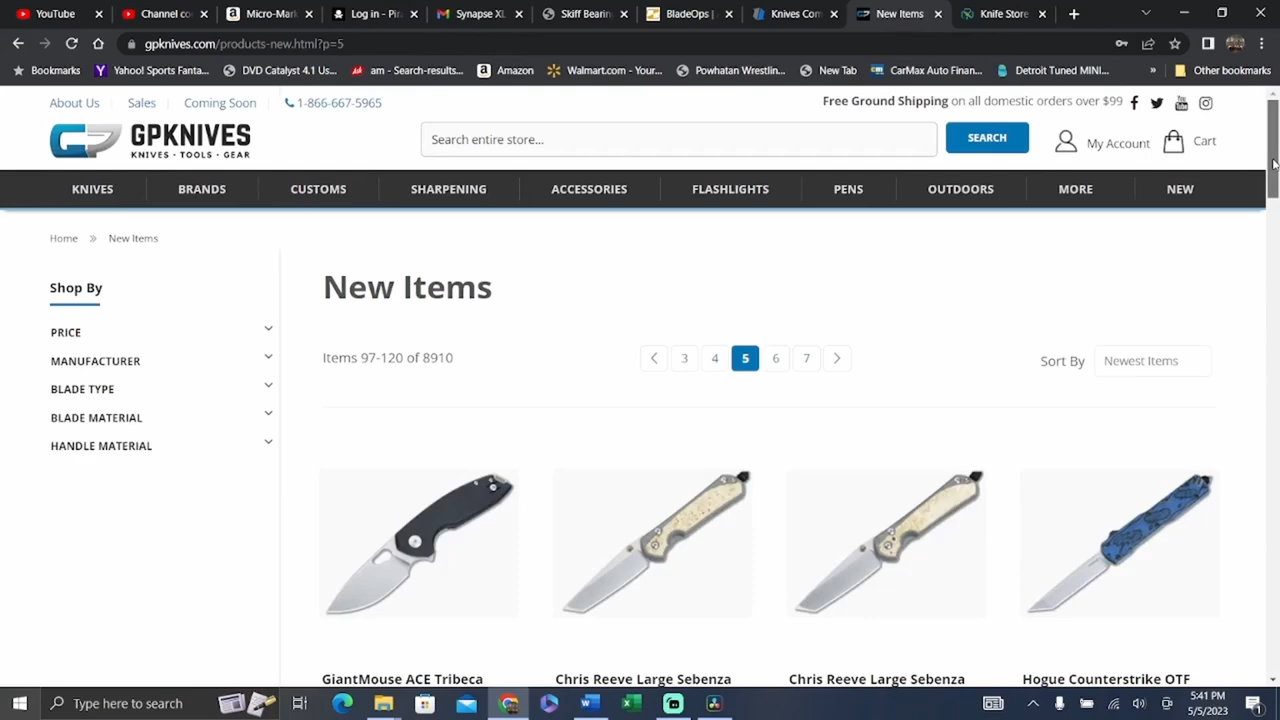 YouTube
Channel co
Micro-Mark
Log in - Pir
Synapse XL
Skiff Bearing
BladeOps |
Knives Com
New Items
Knife Store
gpknives.com/products-new.html?p=5
Bookmarks
Yahoo! Sports Fanta...
DVD Catalyst 4.1 Us...
am - Search-results...
Amazon
Walmart.com - Your...
Powhatan Wrestlin...
New Tab
CarMax Auto Finan...
Detroit Tuned MINI...
»
Other bookmarks
About Us
Sales
Coming Soon
1-866-667-5965
Free Ground Shipping on all domestic orders over $99
GPKNIVES
KNIVES · TOOLS · GEAR
Search entire store...
SEARCH
My Account
Cart
KNIVES
BRANDS
CUSTOMS
SHARPENING
ACCESSORIES
FLASHLIGHTS
PENS
OUTDOORS
MORE
NEW
Home » New Items
Shop By
PRICE
MANUFACTURER
BLADE TYPE
BLADE MATERIAL
HANDLE MATERIAL
New Items
Items 97-120 of 8910
3 4 5 6 7
Sort By
Newest Items
GiantMouse ACE Tribeca
Chris Reeve Large Sebenza
Chris Reeve Large Sebenza
Hogue Counterstrike OTF
Type here to search
5:41 PM
5/5/2023